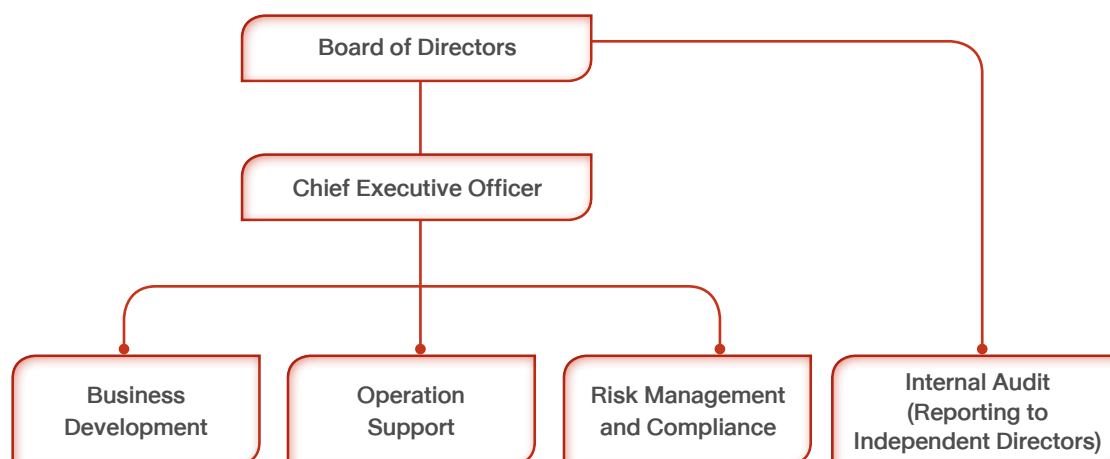 Board of Directors
Chief Executive Officer
Business
Development
Operation
Support
Risk Management
and Compliance
Internal Audit
(Reporting to
Independent Directors)